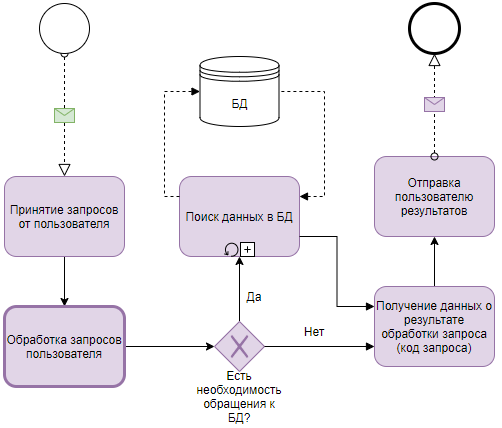 БД
Принятие запросов
от пользователя
Поиск данных в БД
Отправка
пользователю
результатов
Да
Обработка запросов
пользователя
Нет
Получение данных о
результате
обработки запроса
(код запроса)
Есть
необходимость
обращения к
БД?